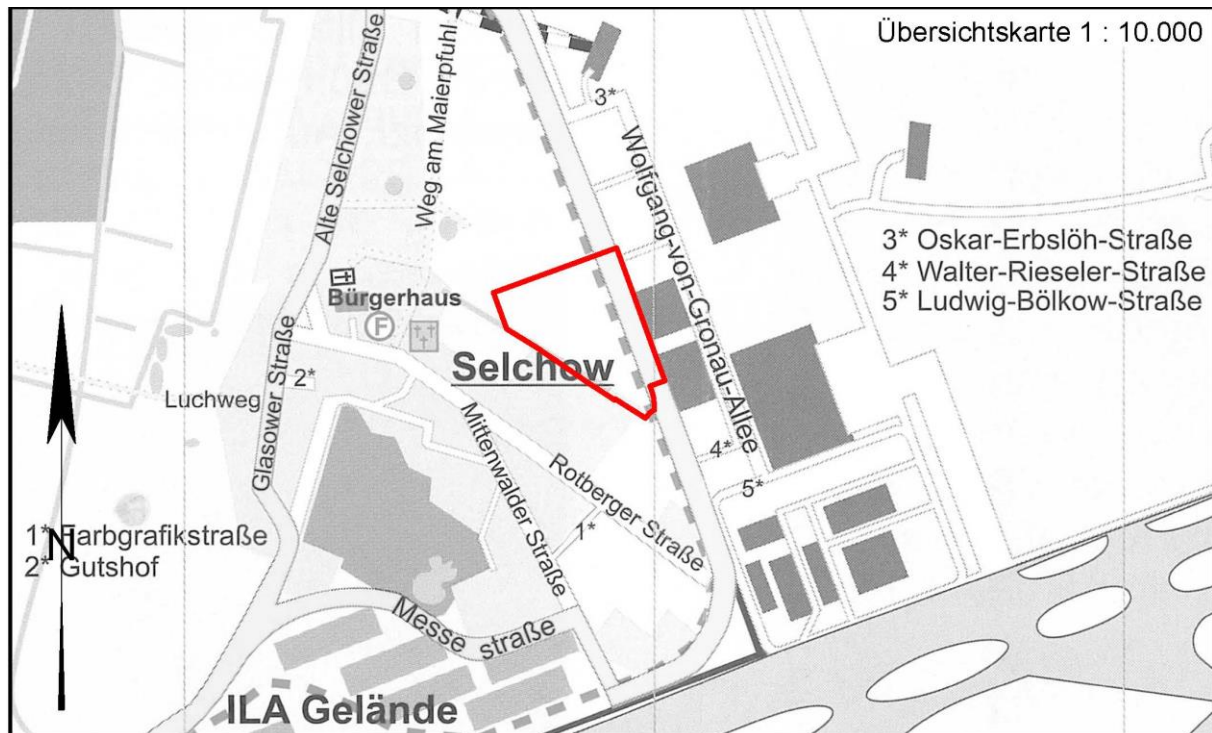 Übersichtskarte 1 : 10.000
Alte Selchower Straße
Weg am Maierpfuhl
3*
Wolfgang-von-Gronau-Allee
3* Oskar-Erbslöh-Straße
4* Walter-Rieseler-Straße
5* Ludwig-Bölkow-Straße
Bürgerhaus
F
Selchow
2*
Luchweg
Glasower Straße
Mittenwalder Straße
Rotberger Straße
4*
5*
1*
1* Farbgrafikstraße
N
2* Gutshof
Messe straße
ILA Gelände